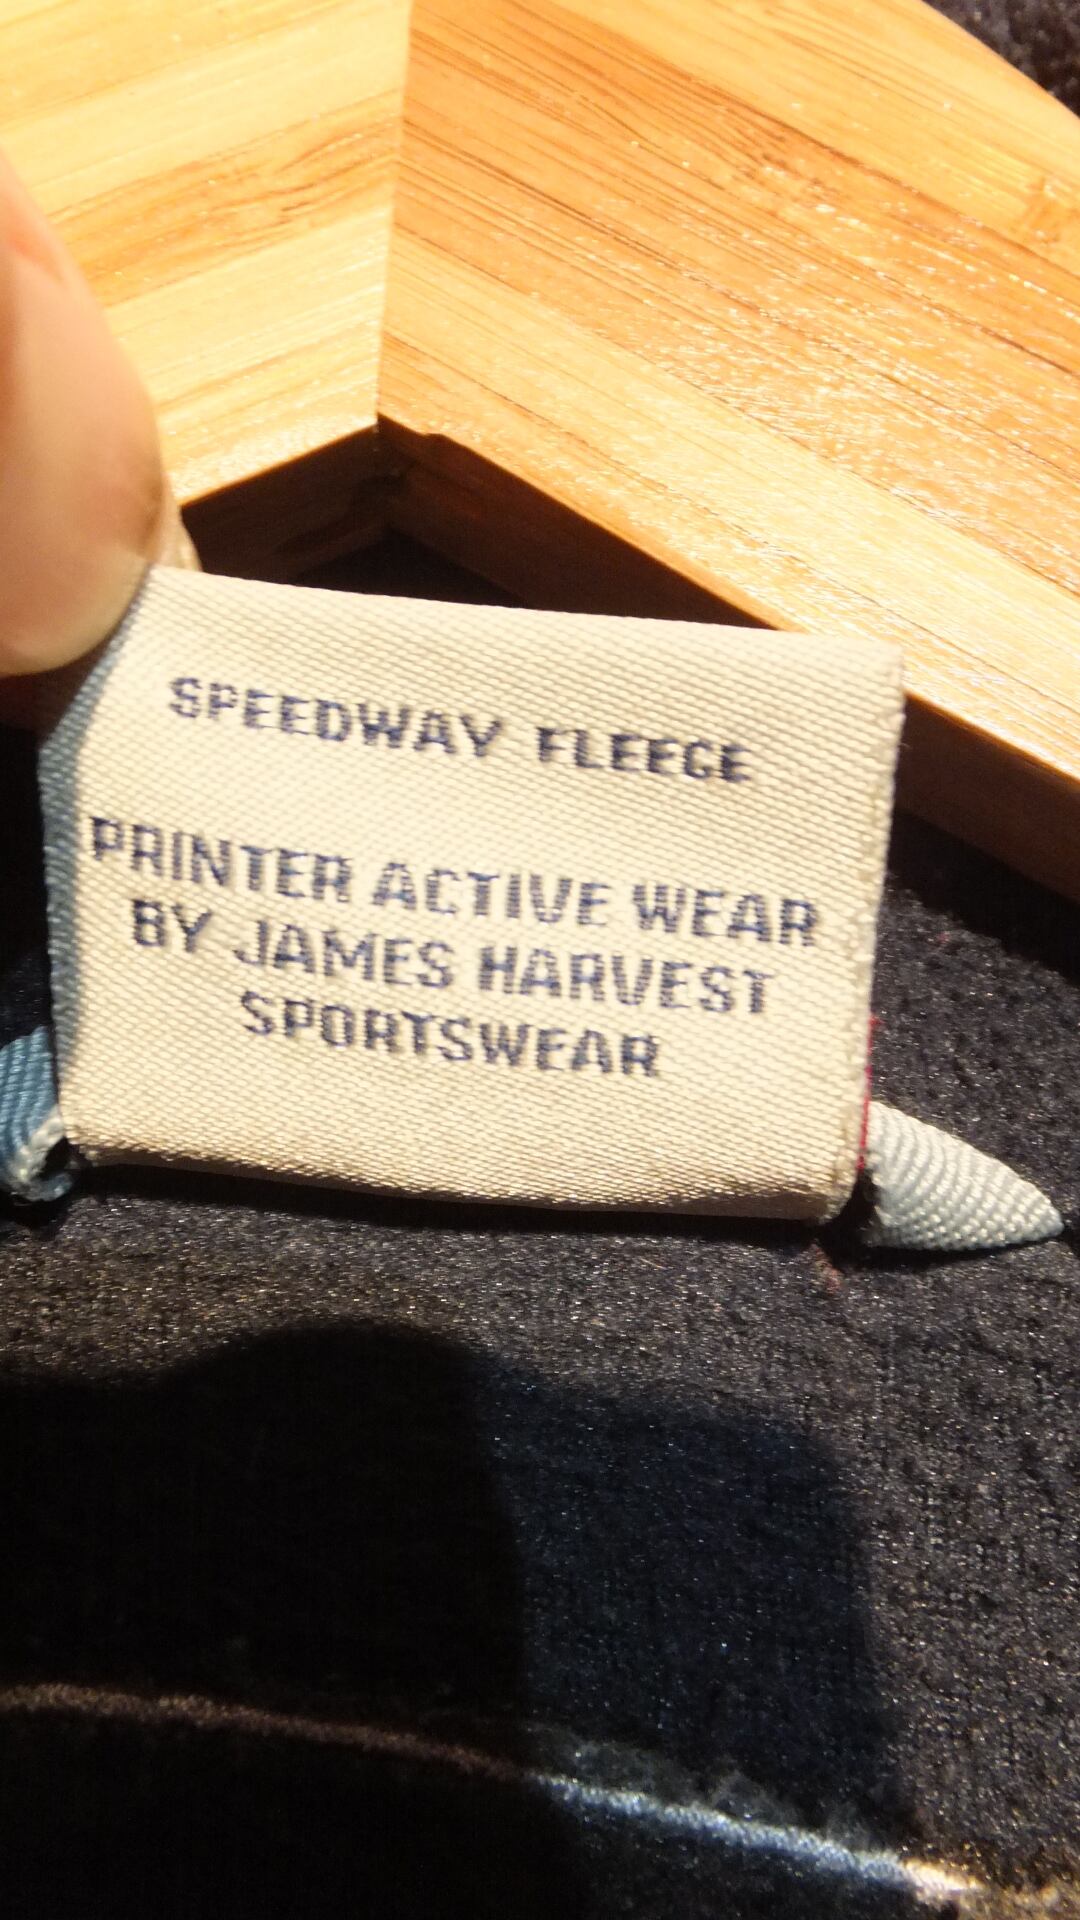 SPEEDWAY FLEECE
PRINTER ACTIVE WEAR
BY JAMES HARVEST
SPORTSWEAR